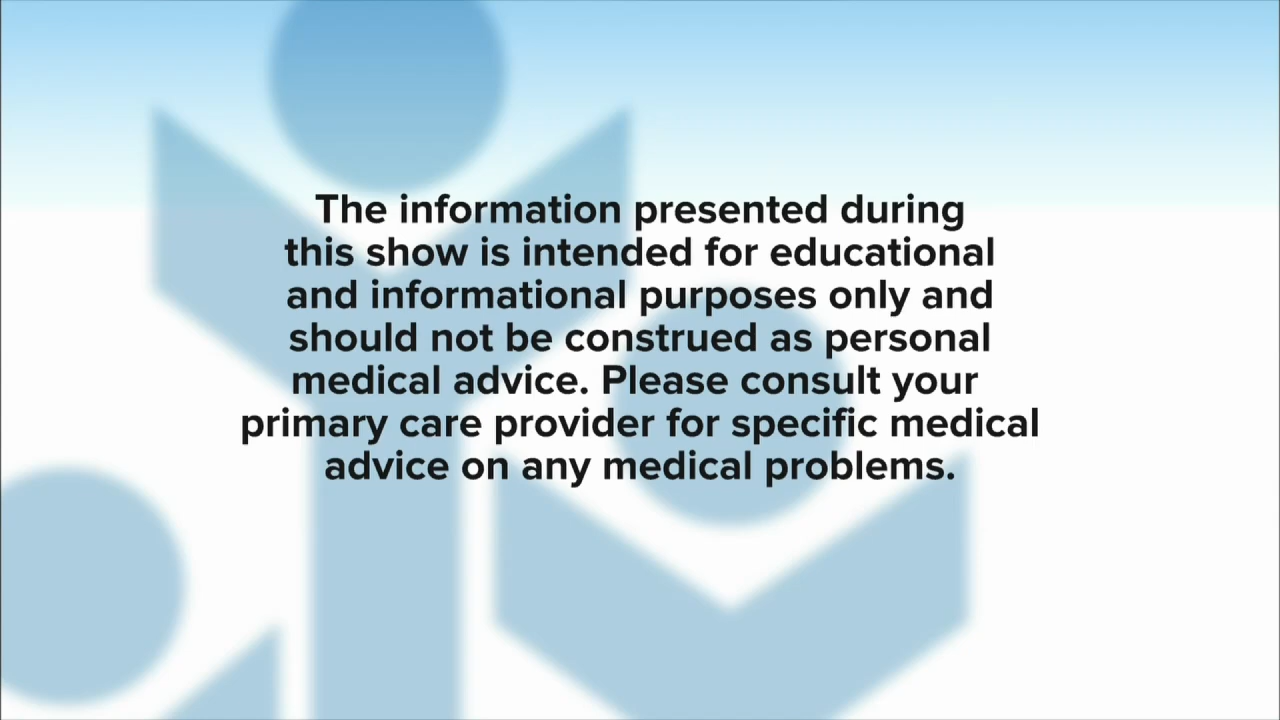 The information presented during
this show is intended for educational
and informational purposes only and
should not be construed as personal
medical advice. Please consult your
primary care provider for specific medical
advice on any medical problems.